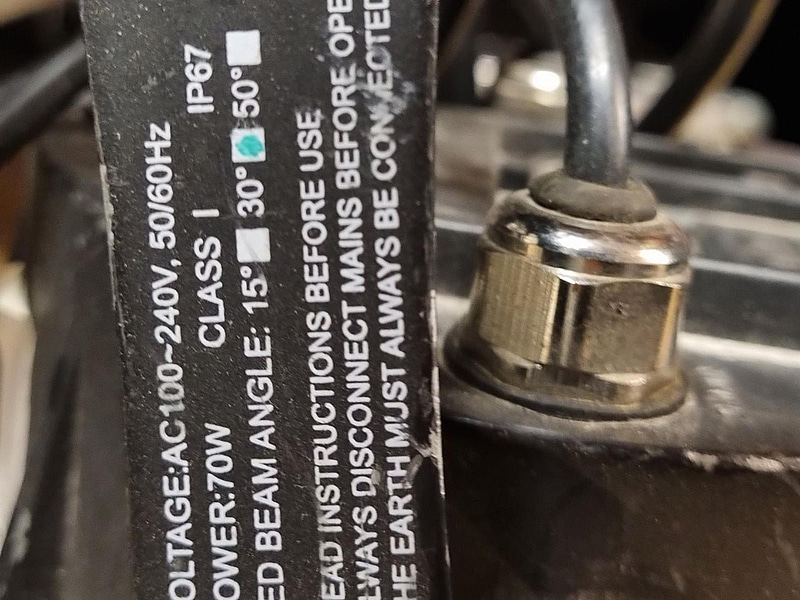 OLTAGE:AC100~240V, 50/60Hz
OWER:70W CLASS I IP67
ED BEAM ANGLE: 15° 30° 50°
EAD INSTRUCTIONS BEFORE USE
LWAYS DISCONNECT MAINS BEFORE OPE
HE EARTH MUST ALWAYS BE CONNECTED